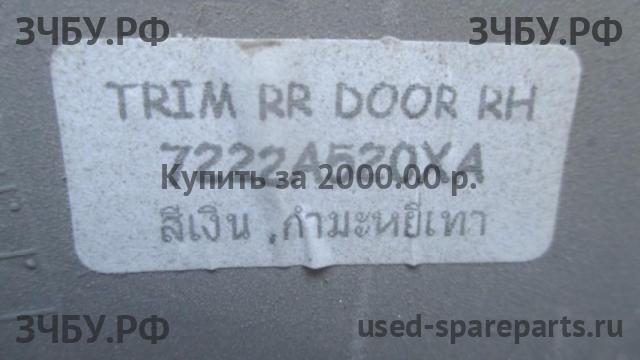 ЗЧБУ.РФ ЗЧБУ.РФ
TRIM RR DOOR RH
7222A520XA
Купить за 2000.00 р.
สีเงิน ,กำมะหยี่เทา
ЗЧБУ.РФ used-spareparts.ru